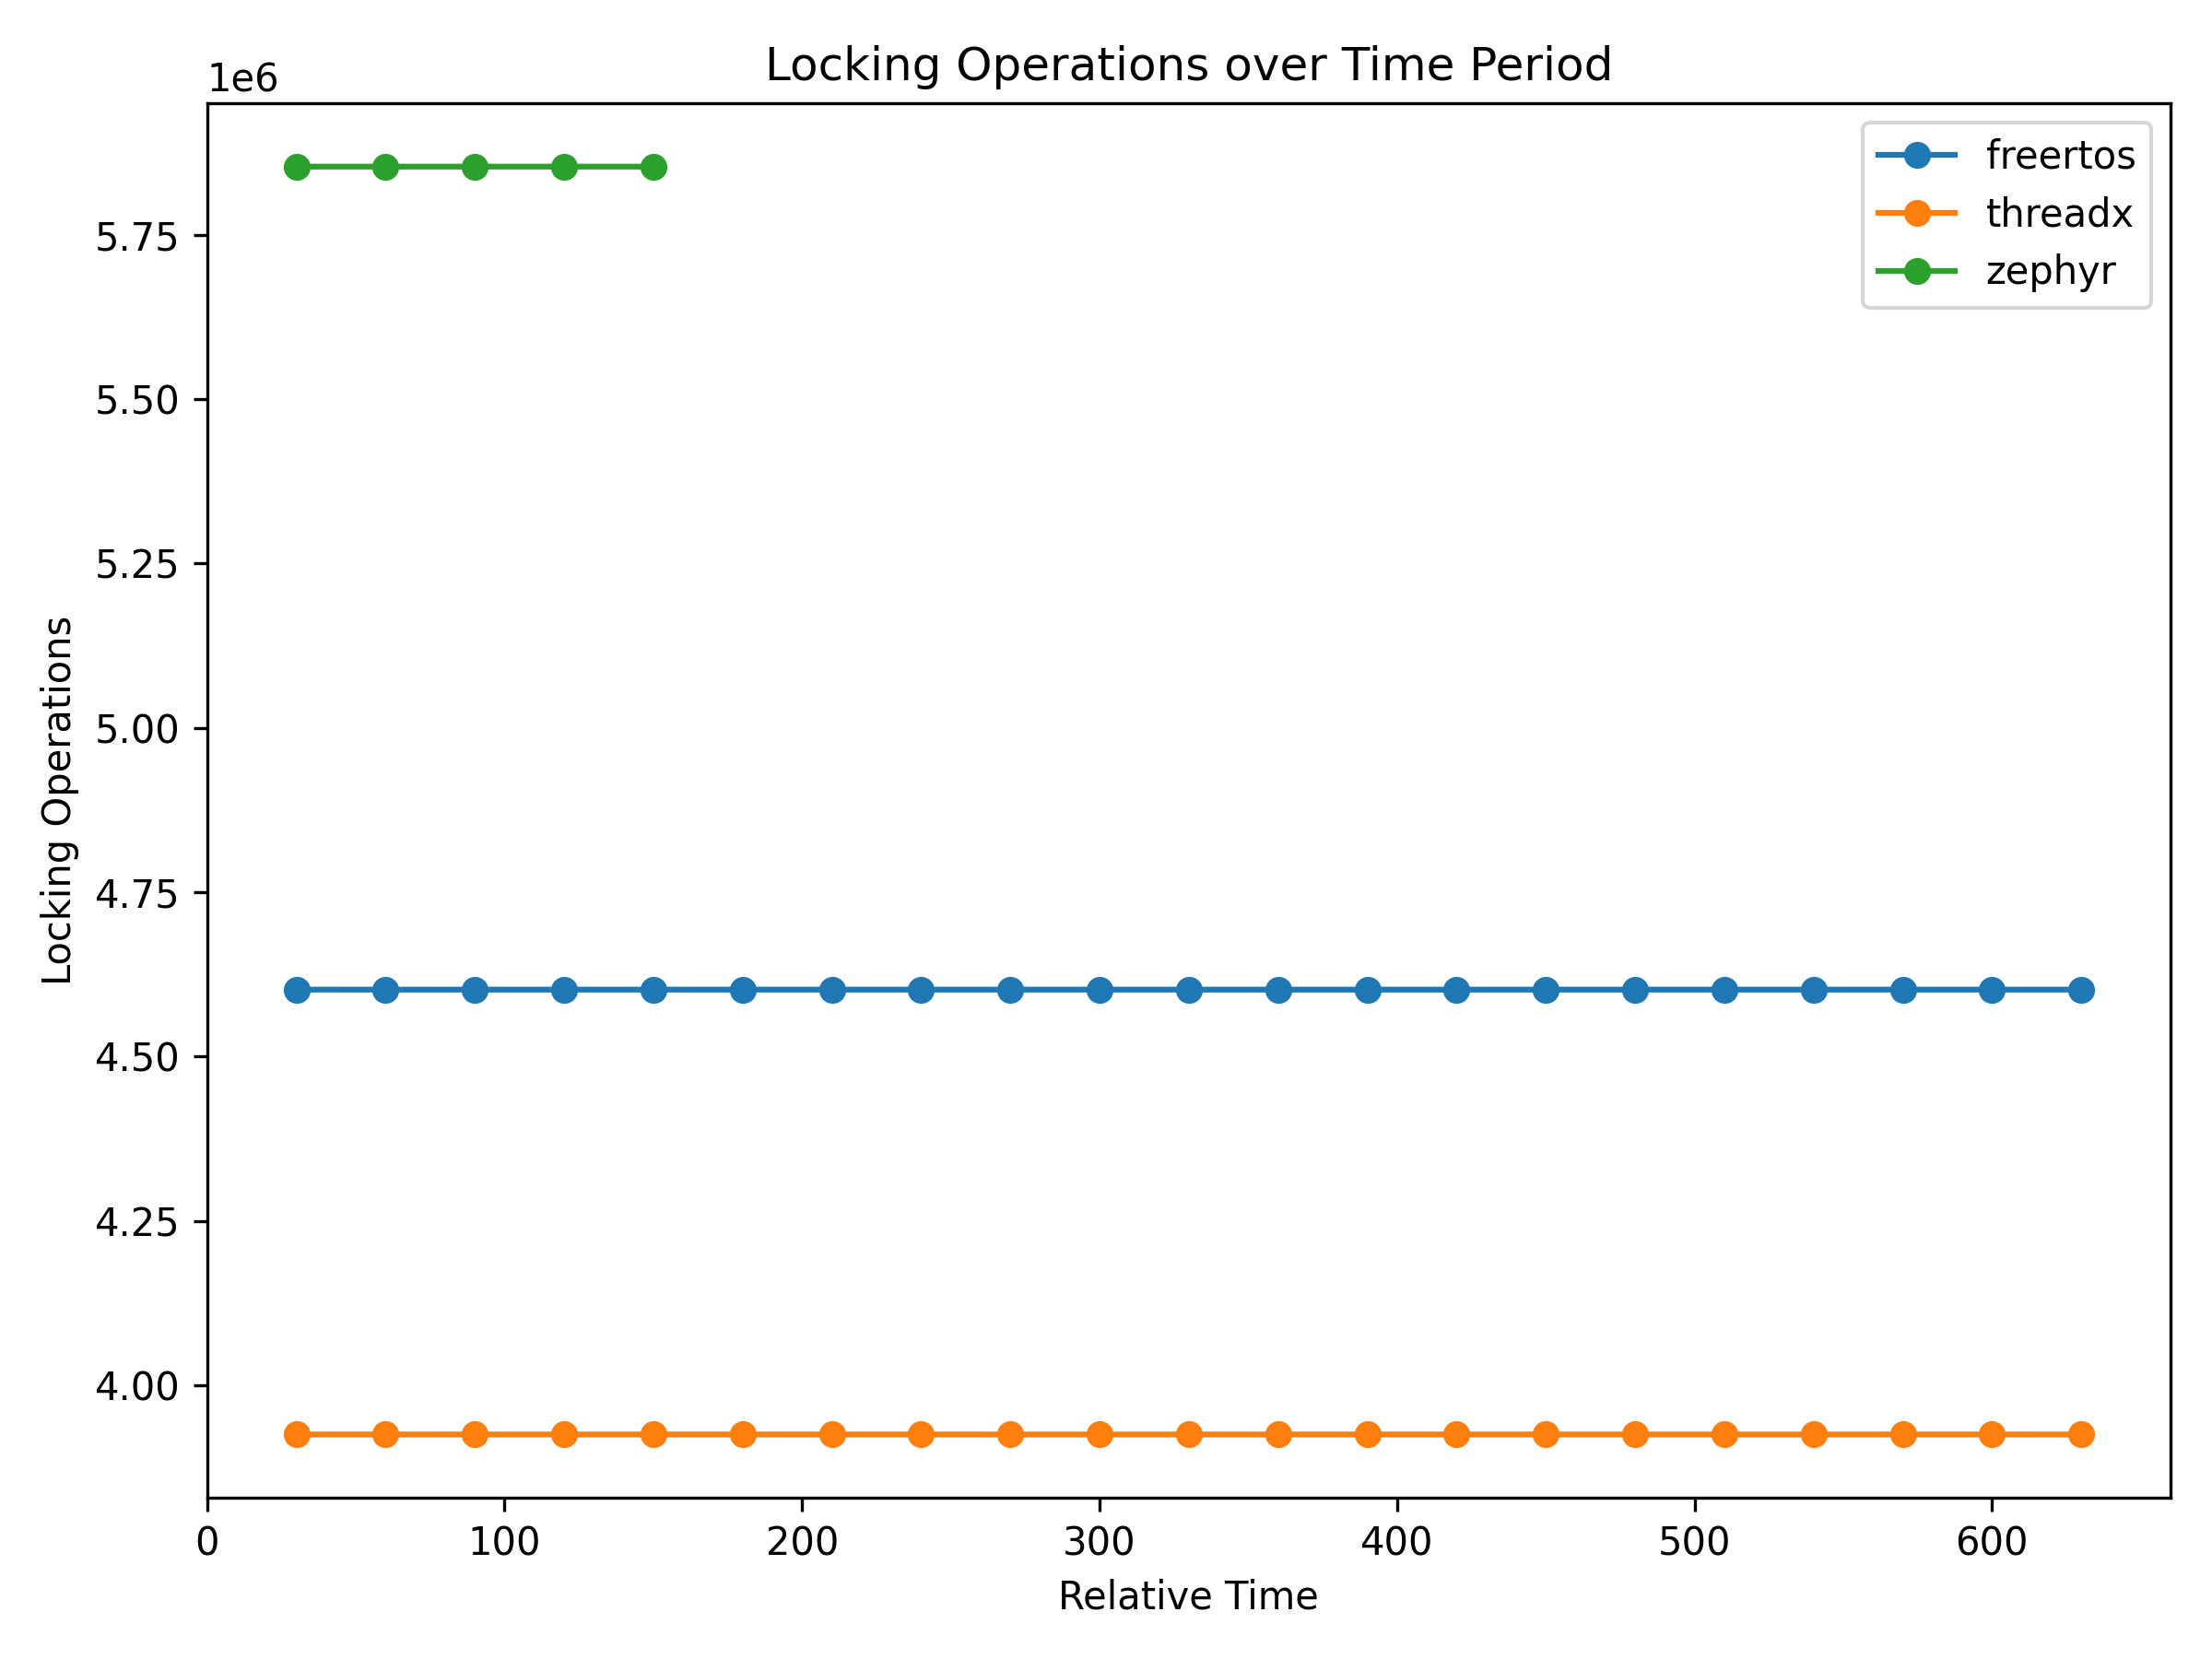 Locking Operations over Time Period
1e6
freertos
threadx
zephyr
5.75
5.50
5.25
5.00
4.75
4.50
4.25
4.00
Locking Operations
0 100 200 300 400 500 600
Relative Time